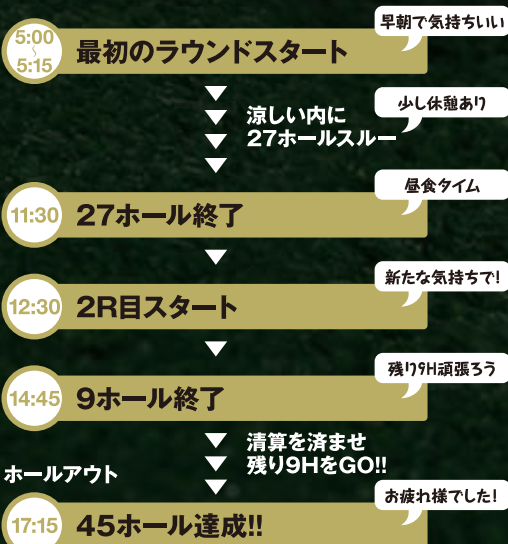 早朝で気持ちいい
5:00
〜
5:15
最初のラウンドスタート
少し休憩あり
涼しい内に
27ホールスルー
昼食タイム
11:30
27ホール終了
新たな気持ちで!
12:30
2R目スタート
残り9H頑張ろう
14:45
9ホール終了
清算を済ませ
残り9HをGO!!
ホールアウト
お疲れ様でした!
17:15
45ホール達成!!